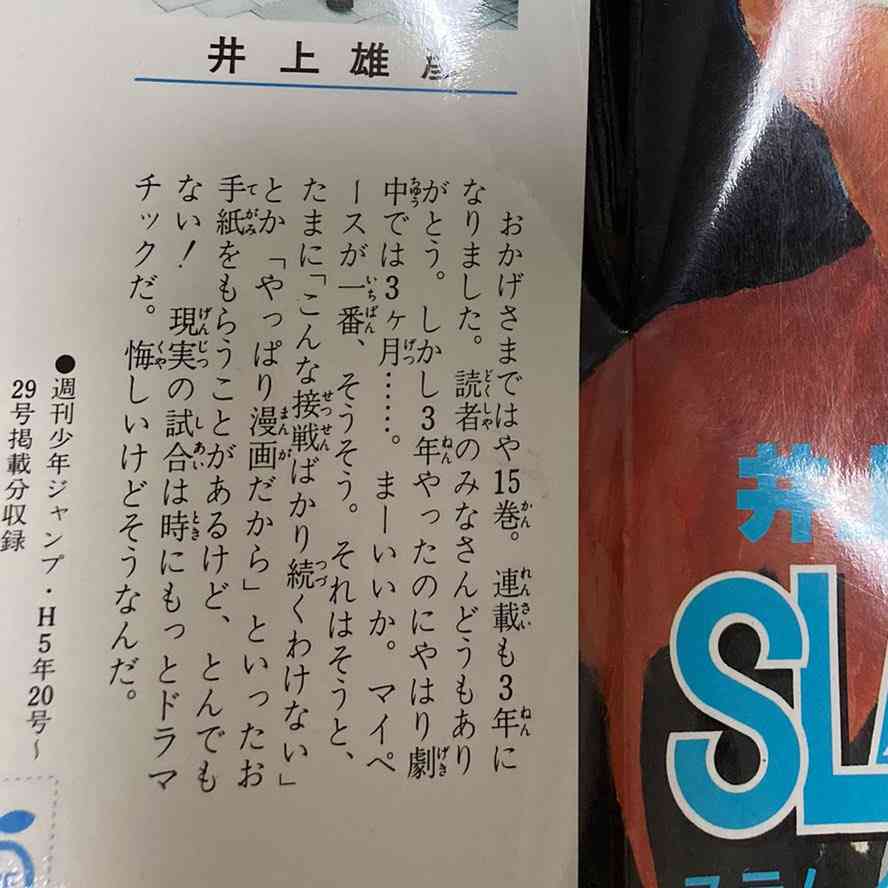 井上雄彦
おかげさまではや15巻。連載も3年に
なりました。読者のみなさんどうもあり
がとう。しかし3年やったのにやはり劇
中では3ヶ月……。まーいいか。マイペ
ースが一番、そうそう。それはそうと、
たまに「こんな接戦ばかり続くわけない」
とか「やっぱり漫画だから」といったお
手紙をもらうことがあるけど、とんでも
ない！現実の試合は時にもっとドラマ
チックだ。悔しいけどそうなんだ。
●週刊少年ジャンプ・H5年20号〜
29号掲載分収録
井
SLA